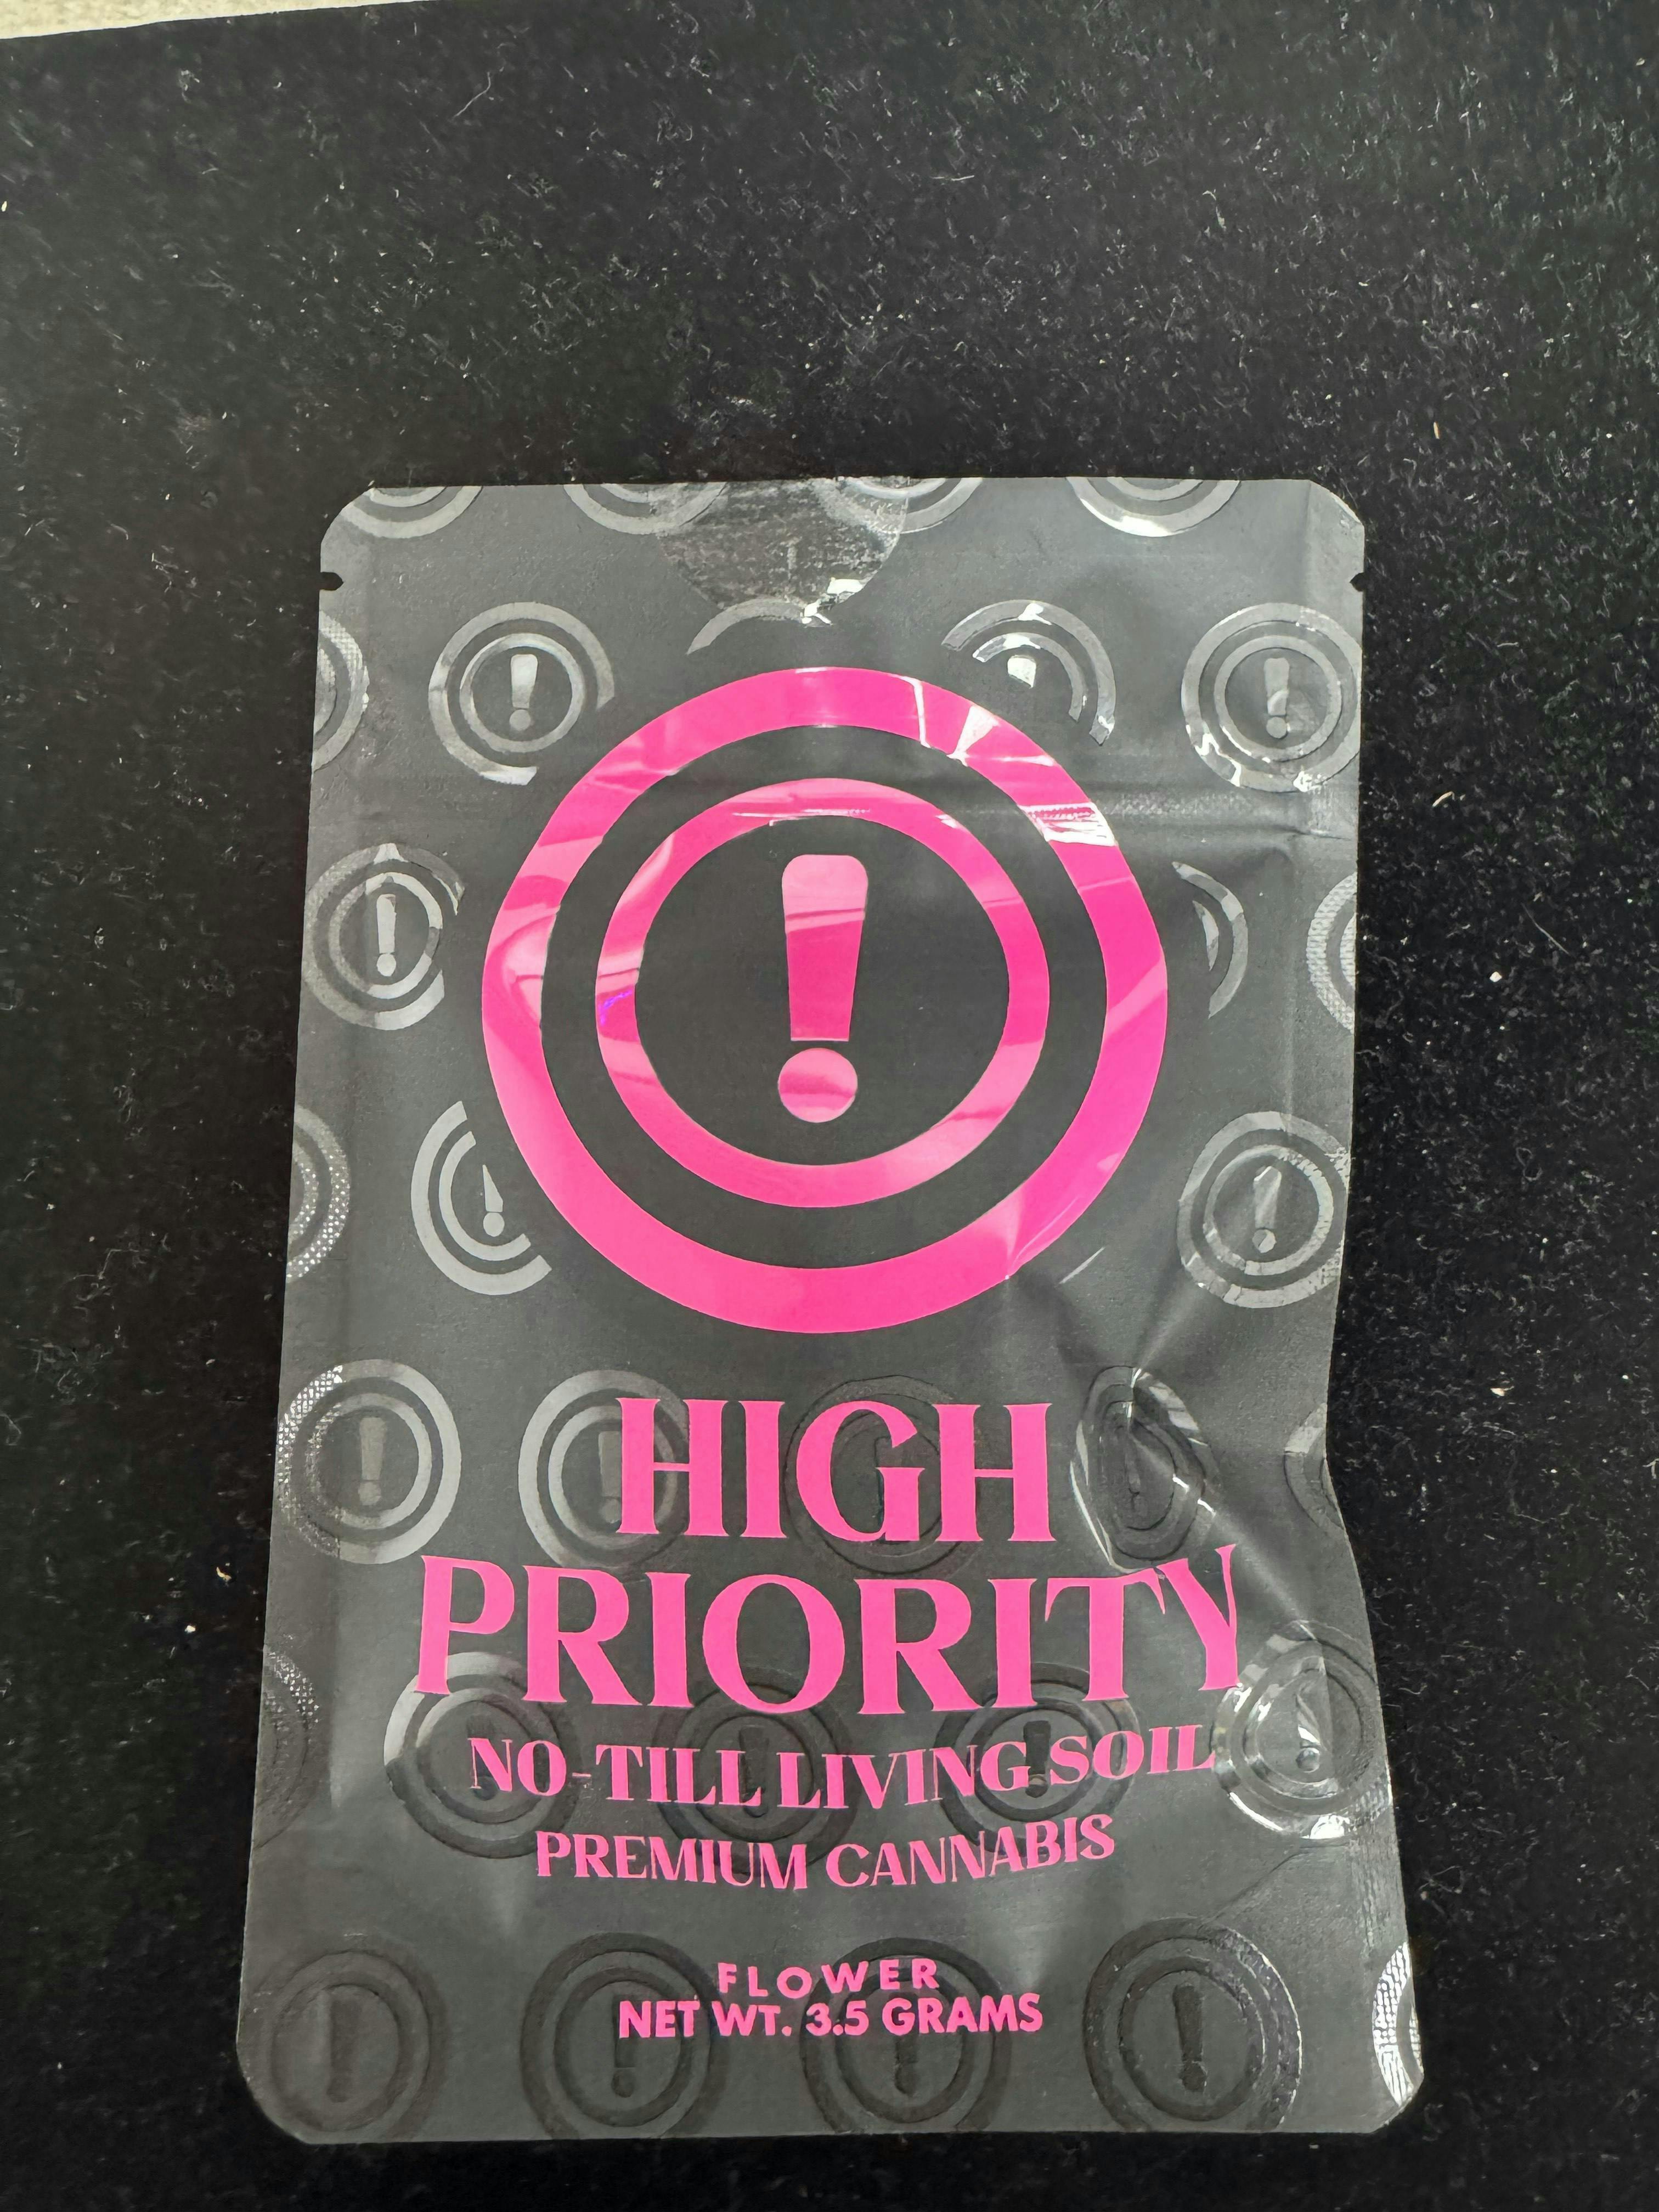 HIGH
PRIORITY
NO-TILL LIVING SOIL
PREMIUM CANNABIS
FLOWER
NET WT. 3.5 GRAMS